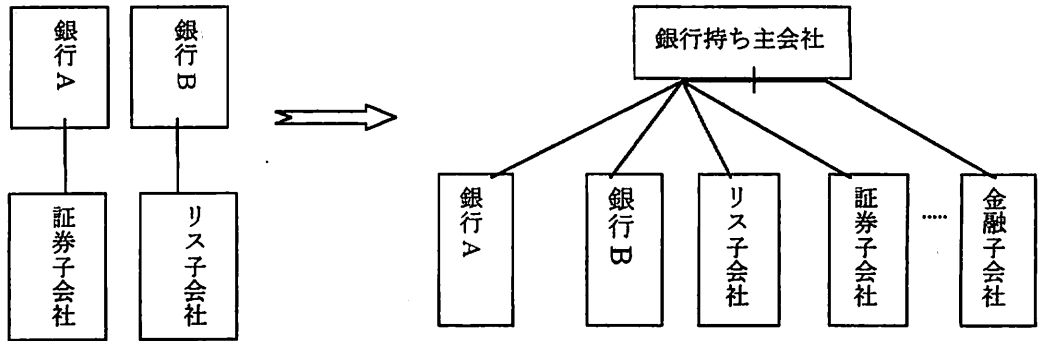 銀行A
銀行B
証券子会社
リス子会社
銀行持ち主会社
銀行A
銀行B
リス子会社
証券子会社
.....
金融子会社